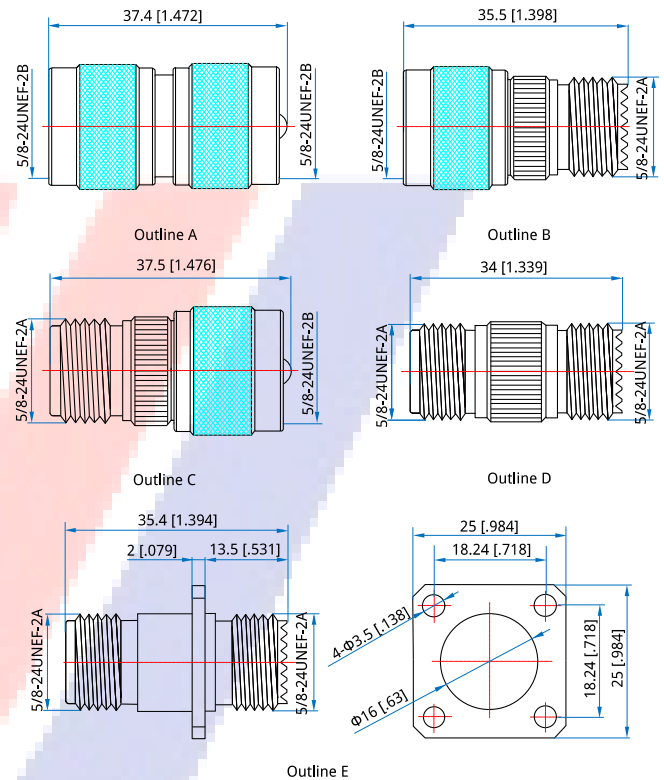 37.4 [1.472]
5/8-24UNEF-2B
5/8-24UNEF-2B
Outline A
35.5 [1.398]
5/8-24UNEF-2B
5/8-24UNEF-2A
Outline B
37.5 [1.476]
5/8-24UNEF-2A
5/8-24UNEF-2B
Outline C
34 [1.339]
5/8-24UNEF-2A
5/8-24UNEF-2A
Outline D
35.4 [1.394]
2 [.079]
13.5 [.531]
5/8-24UNEF-2A
5/8-24UNEF-2A
25 [.984]
18.24 [.718]
4-Φ3.5 [.138]
Φ16 [.63]
18.24 [.718]
25 [.984]
Outline E